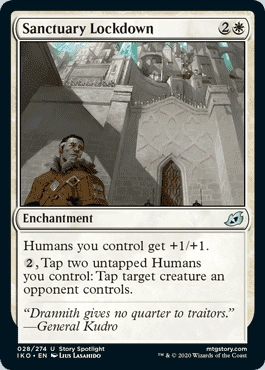 Sanctuary Lockdown 2
Enchantment
Humans you control get +1/+1.
2, Tap two untapped Humans
you control: Tap target creature an
opponent controls.
“Drannith gives no quarter to traitors.”
—General Kudro
028/274 U Story Spotlight mtgstory.com
IKO • EN Lius Lasahido ™ & © 2020 Wizards of the Coast